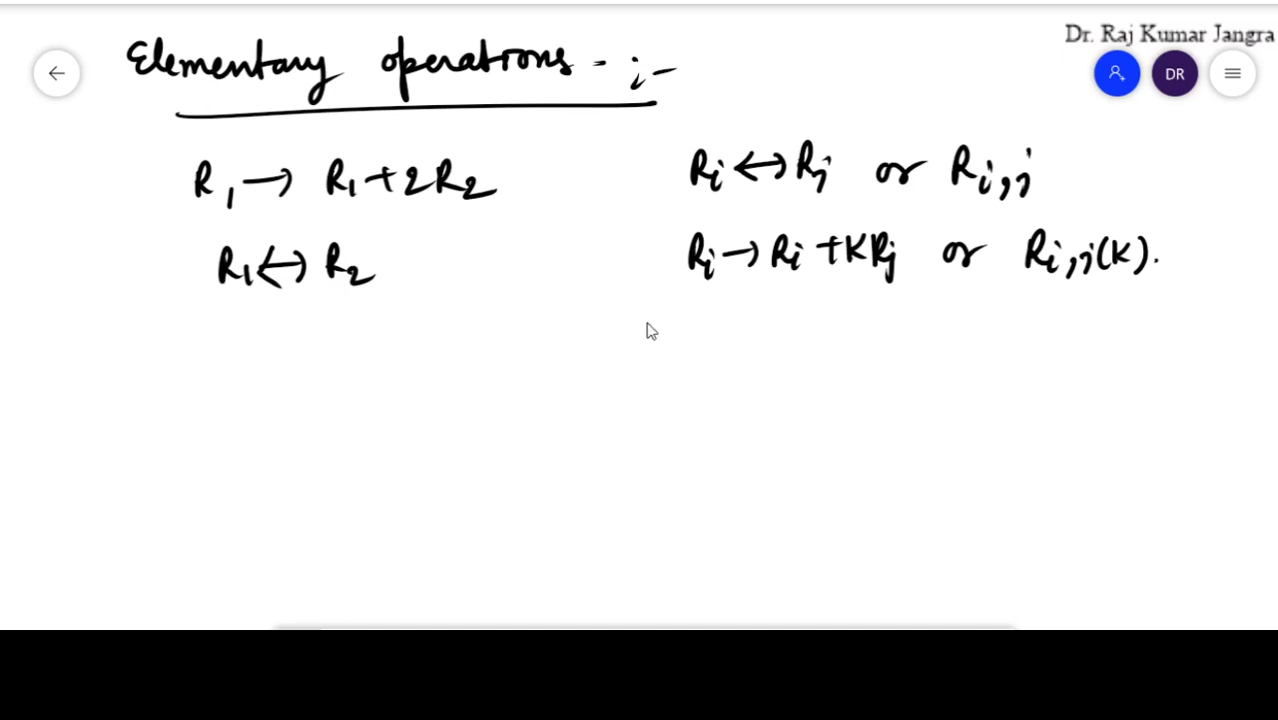 Dr. Raj Kumar Jangra
Elementary operations - :-
DR
R₁ → R₁ + 2R₂
Ri ↔ Rj or Ri,j
R₁ ↔ R₂
Ri → Ri + KRj or Ri,j(K).